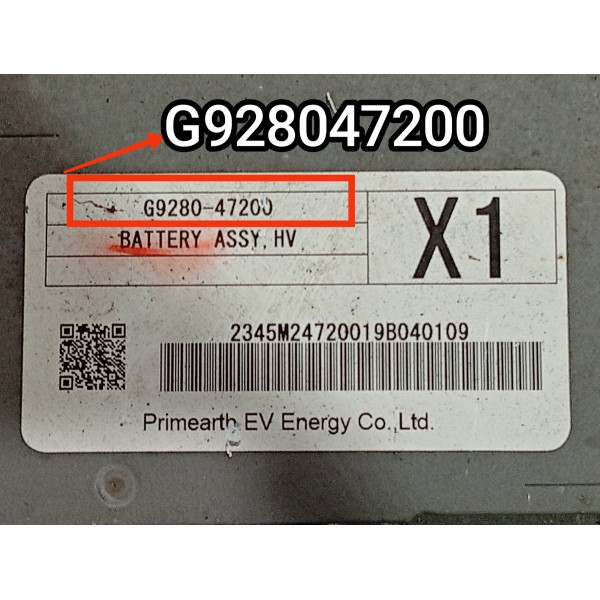 G928047200
G9280-47200
BATTERY ASSY, HV
X1
2345M24720019B040109
Primearth EV Energy Co.,Ltd.